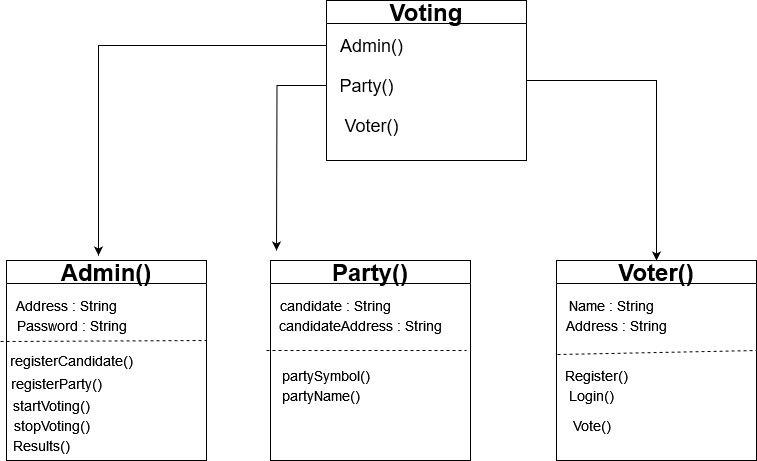 Voting
Admin()
Party()
Voter()
Admin()
Address : String
Password : String
registerCandidate()
registerParty()
startVoting()
stopVoting()
Results()
Party()
candidate : String
candidateAddress : String
partySymbol()
partyName()
Voter()
Name : String
Address : String
Register()
Login()
Vote()